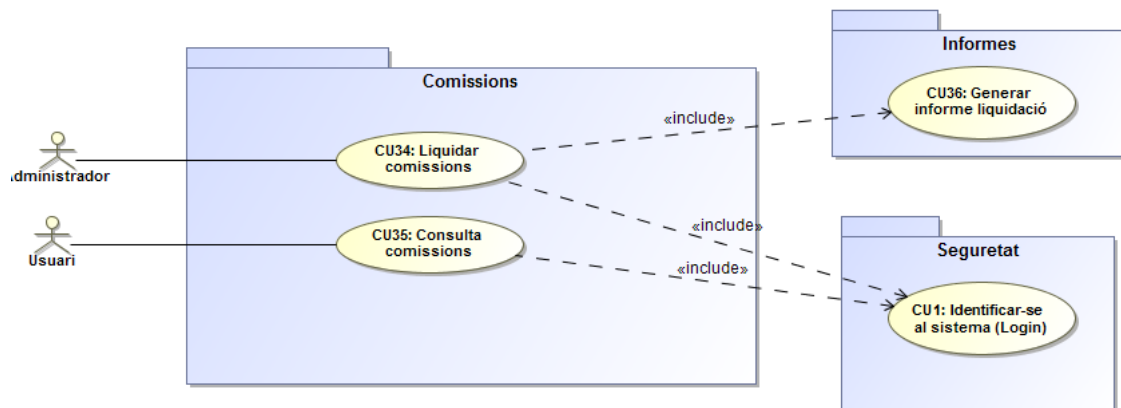 Informes
CU36: Generar
informe liquidació
Comissions
«include»
CU34: Liquidar
comissions
Administrador
«include»
CU35: Consulta
comissions
Usuari
«include»
Seguretat
CU1: Identificar-se
al sistema (Login)